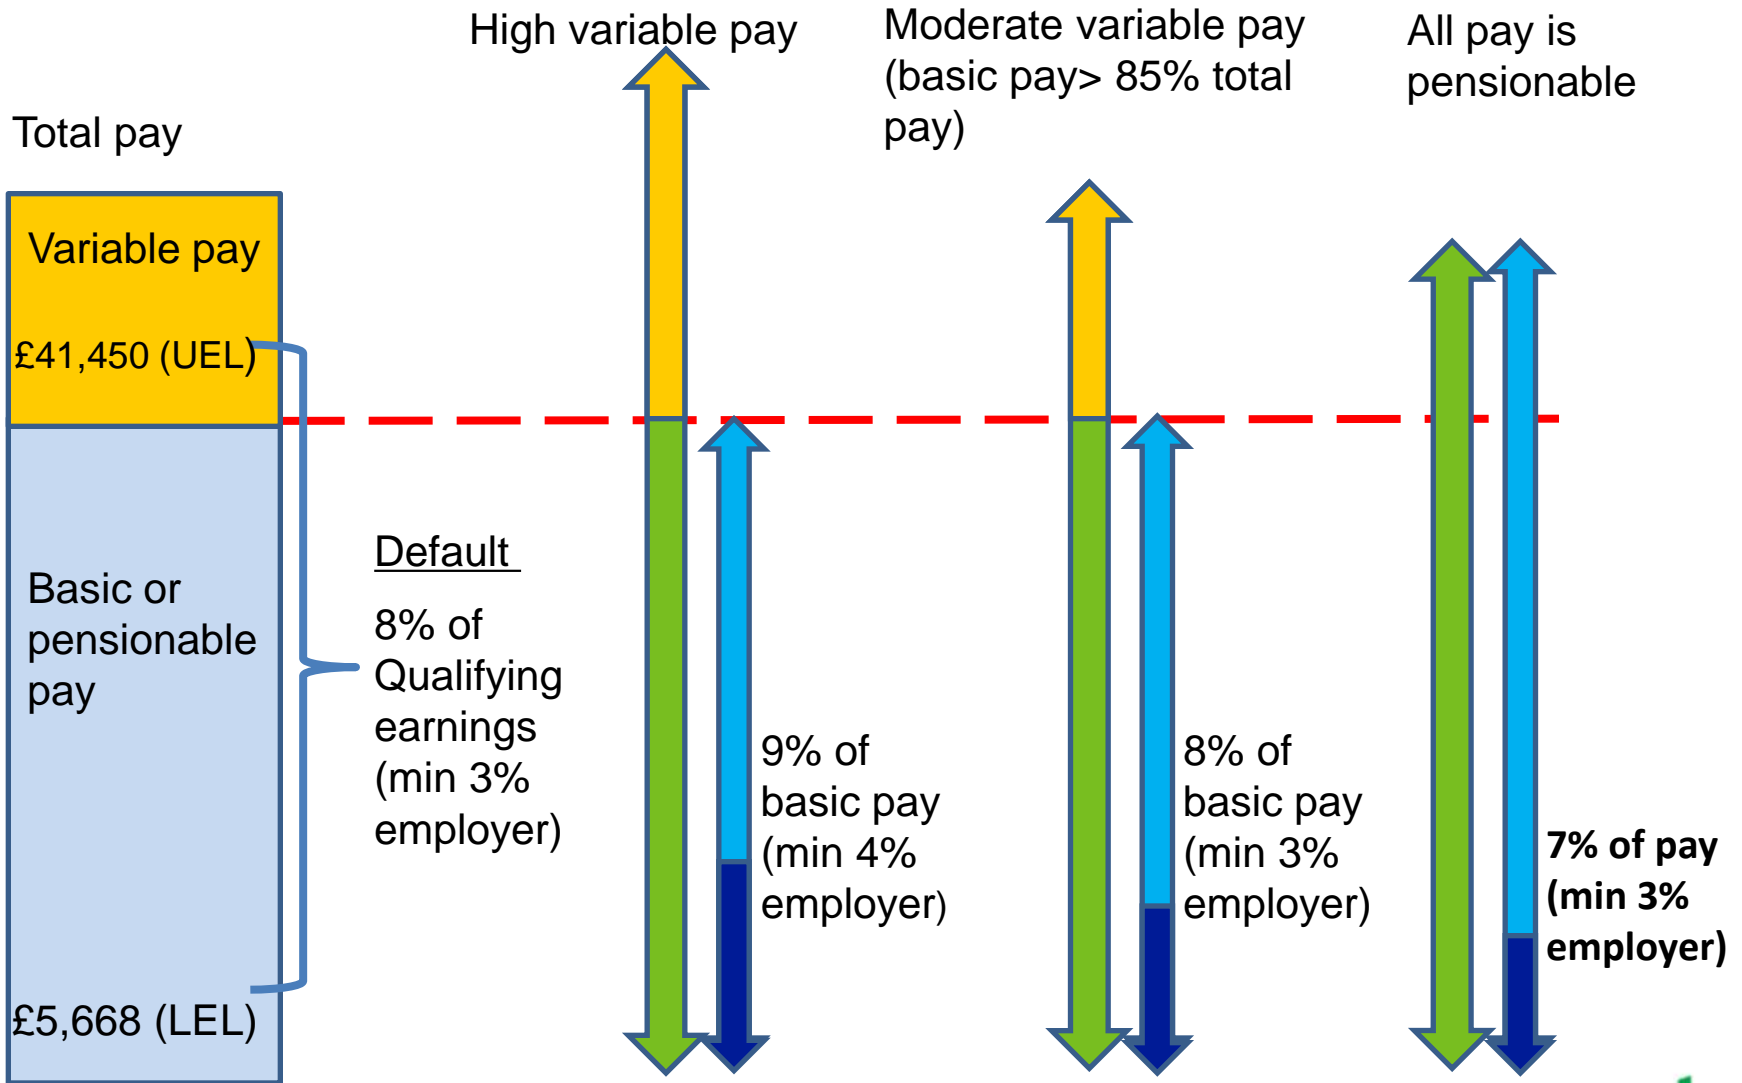 High variable pay
Moderate variable pay
(basic pay> 85% total
pay)
All pay is
pensionable
Total pay
Variable pay
£41,450 (UEL)
Basic or
pensionable
pay
£5,668 (LEL)
Default
8% of
Qualifying
earnings
(min 3%
employer)
9% of
basic pay
(min 4%
employer)
8% of
basic pay
(min 3%
employer)
7% of pay
(min 3%
employer)